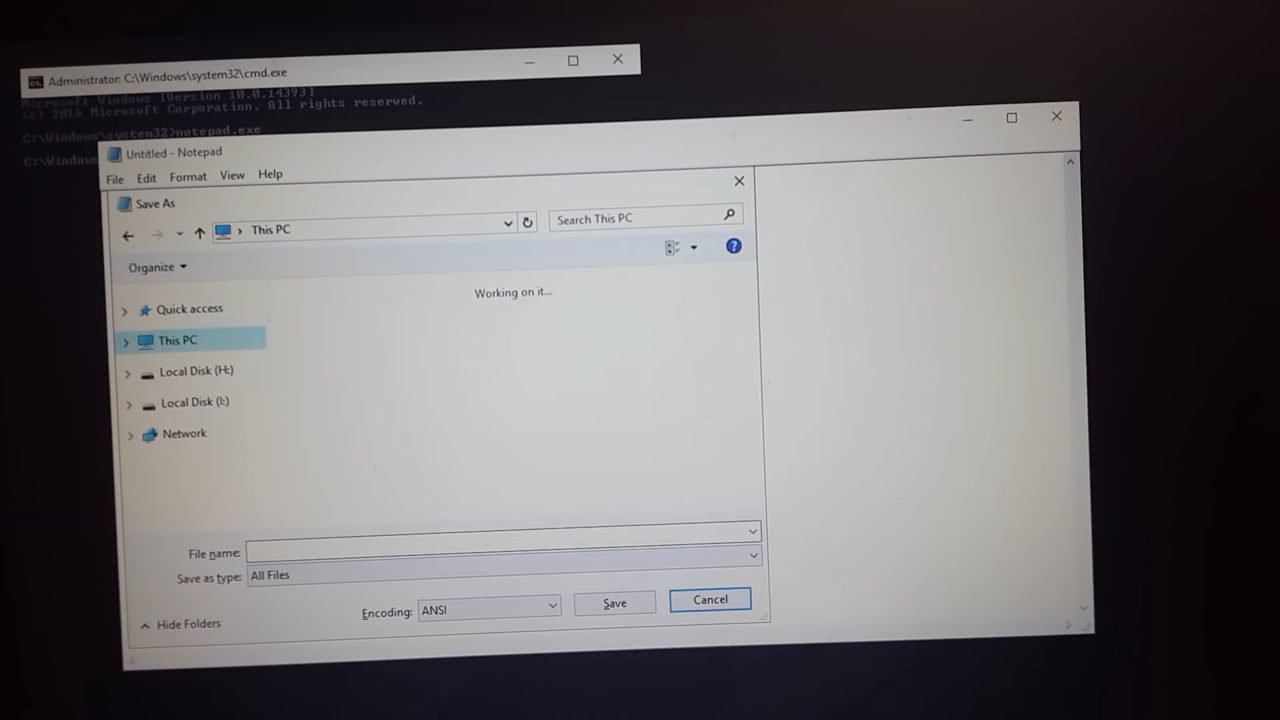 Administrator: C:\Windows\system32\cmd.exe
Microsoft Windows [Version 10.0.14393]
(c) 2016 Microsoft Corporation. All rights reserved.
C:\Windows\system32>notepad.exe
C:\Windows
Untitled - Notepad
File Edit Format View Help
Save As
This PC
Search This PC
Organize
Working on it...
Quick access
This PC
Local Disk (H:)
Local Disk (I:)
Network
File name:
Save as type: All Files
Encoding: ANSI
Save
Cancel
Hide Folders